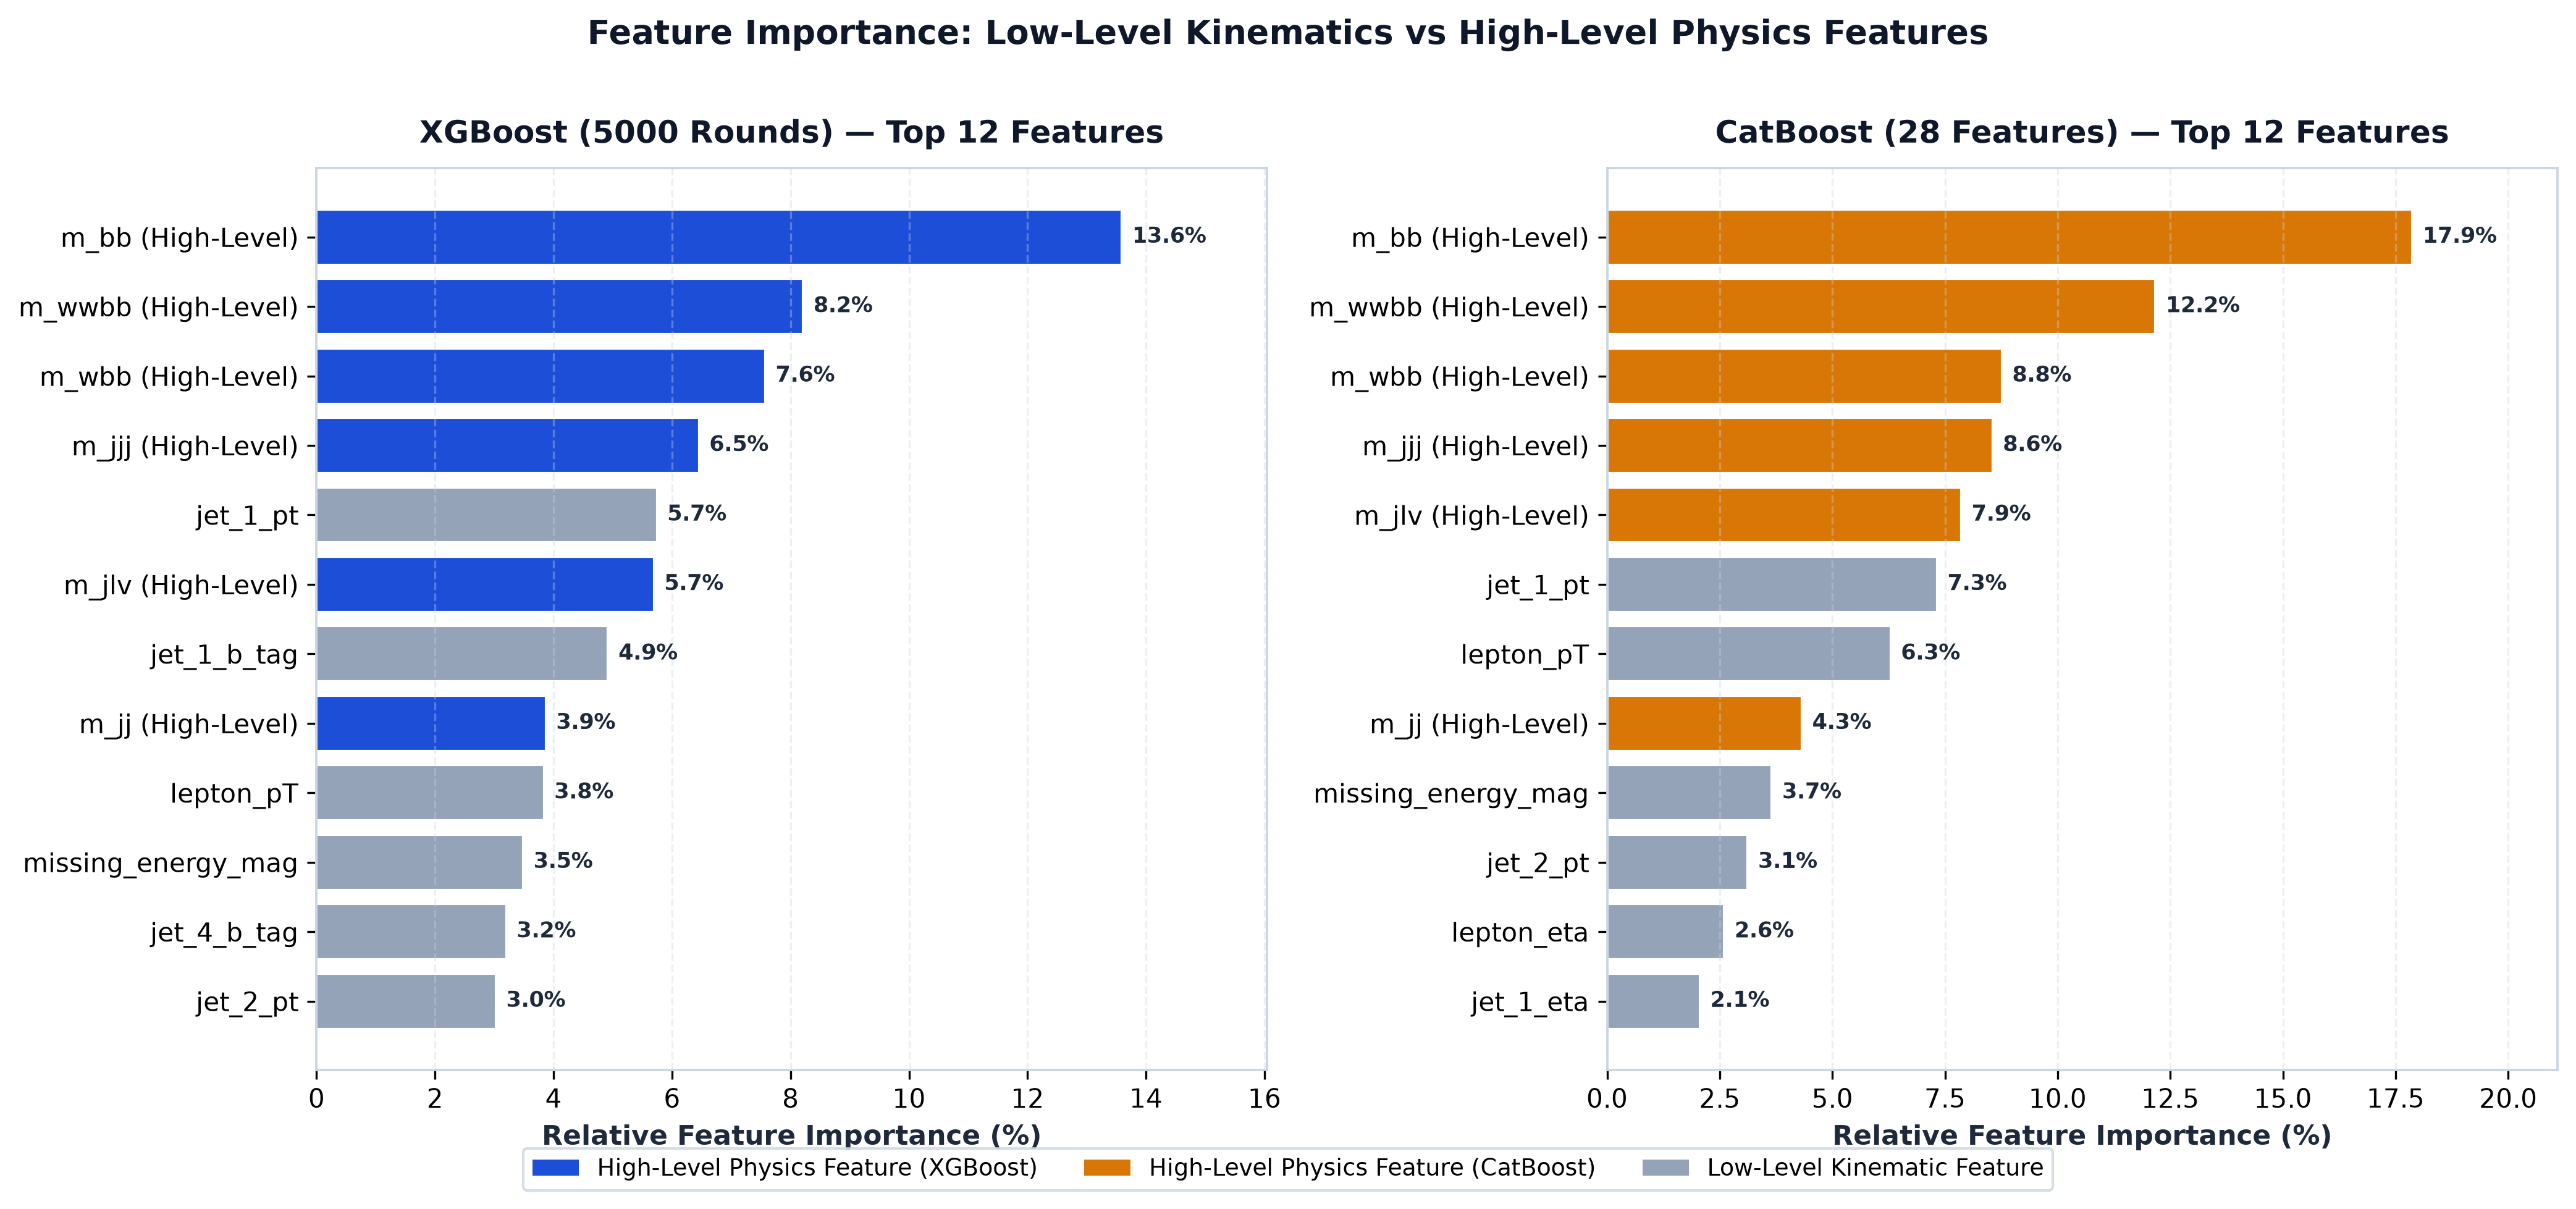 Feature Importance: Low-Level Kinematics vs High-Level Physics Features
XGBoost (5000 Rounds) — Top 12 Features
m_bb (High-Level) 13.6%
m_wwbb (High-Level) 8.2%
m_wbb (High-Level) 7.6%
m_jjj (High-Level) 6.5%
jet_1_pt 5.7%
m_jlv (High-Level) 5.7%
jet_1_b_tag 4.9%
m_jj (High-Level) 3.9%
lepton_pT 3.8%
missing_energy_mag 3.5%
jet_4_b_tag 3.2%
jet_2_pt 3.0%
0 2 4 6 8 10 12 14 16
Relative Feature Importance (%)
CatBoost (28 Features) — Top 12 Features
m_bb (High-Level) 17.9%
m_wwbb (High-Level) 12.2%
m_wbb (High-Level) 8.8%
m_jjj (High-Level) 8.6%
m_jlv (High-Level) 7.9%
jet_1_pt 7.3%
lepton_pT 6.3%
m_jj (High-Level) 4.3%
missing_energy_mag 3.7%
jet_2_pt 3.1%
lepton_eta 2.6%
jet_1_eta 2.1%
0.0 2.5 5.0 7.5 10.0 12.5 15.0 17.5 20.0
Relative Feature Importance (%)
High-Level Physics Feature (XGBoost) High-Level Physics Feature (CatBoost) Low-Level Kinematic Feature